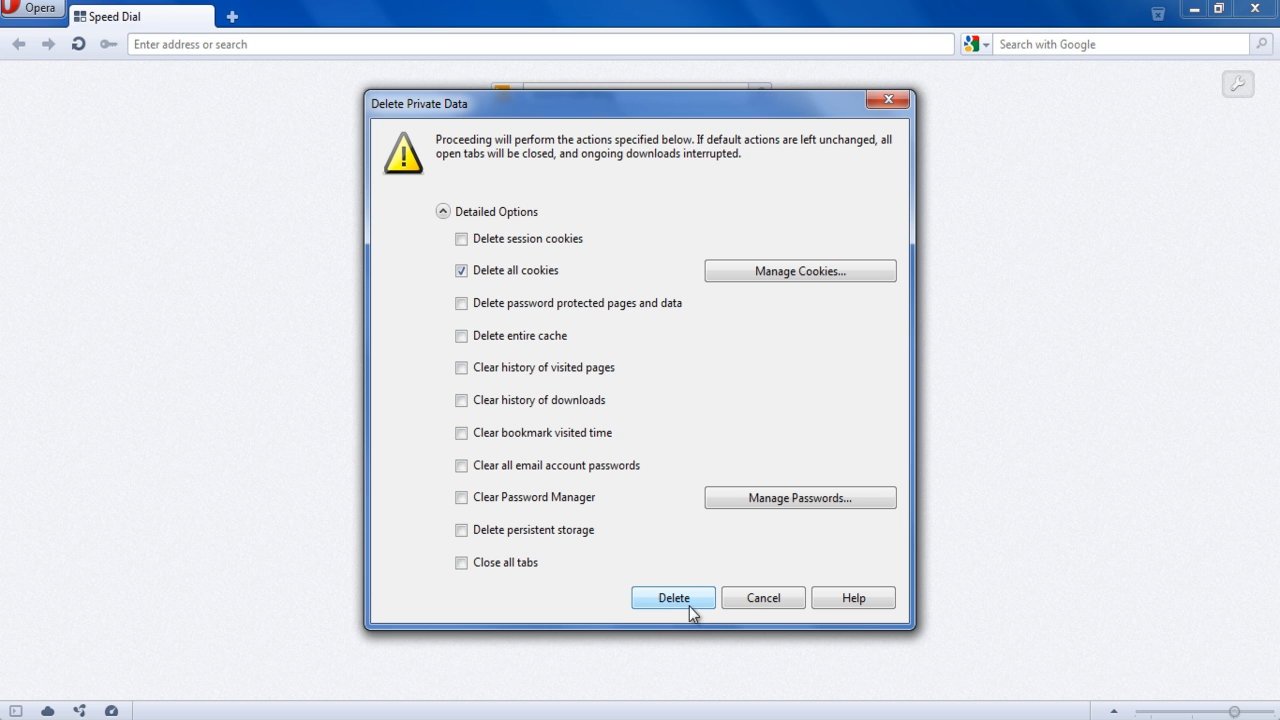 Opera
Speed Dial
Enter address or search
Search with Google
Delete Private Data
Proceeding will perform the actions specified below. If default actions are left unchanged, all
open tabs will be closed, and ongoing downloads interrupted.
Detailed Options
Delete session cookies
Delete all cookies
Manage Cookies...
Delete password protected pages and data
Delete entire cache
Clear history of visited pages
Clear history of downloads
Clear bookmark visited time
Clear all email account passwords
Clear Password Manager
Manage Passwords...
Delete persistent storage
Close all tabs
Delete
Cancel
Help